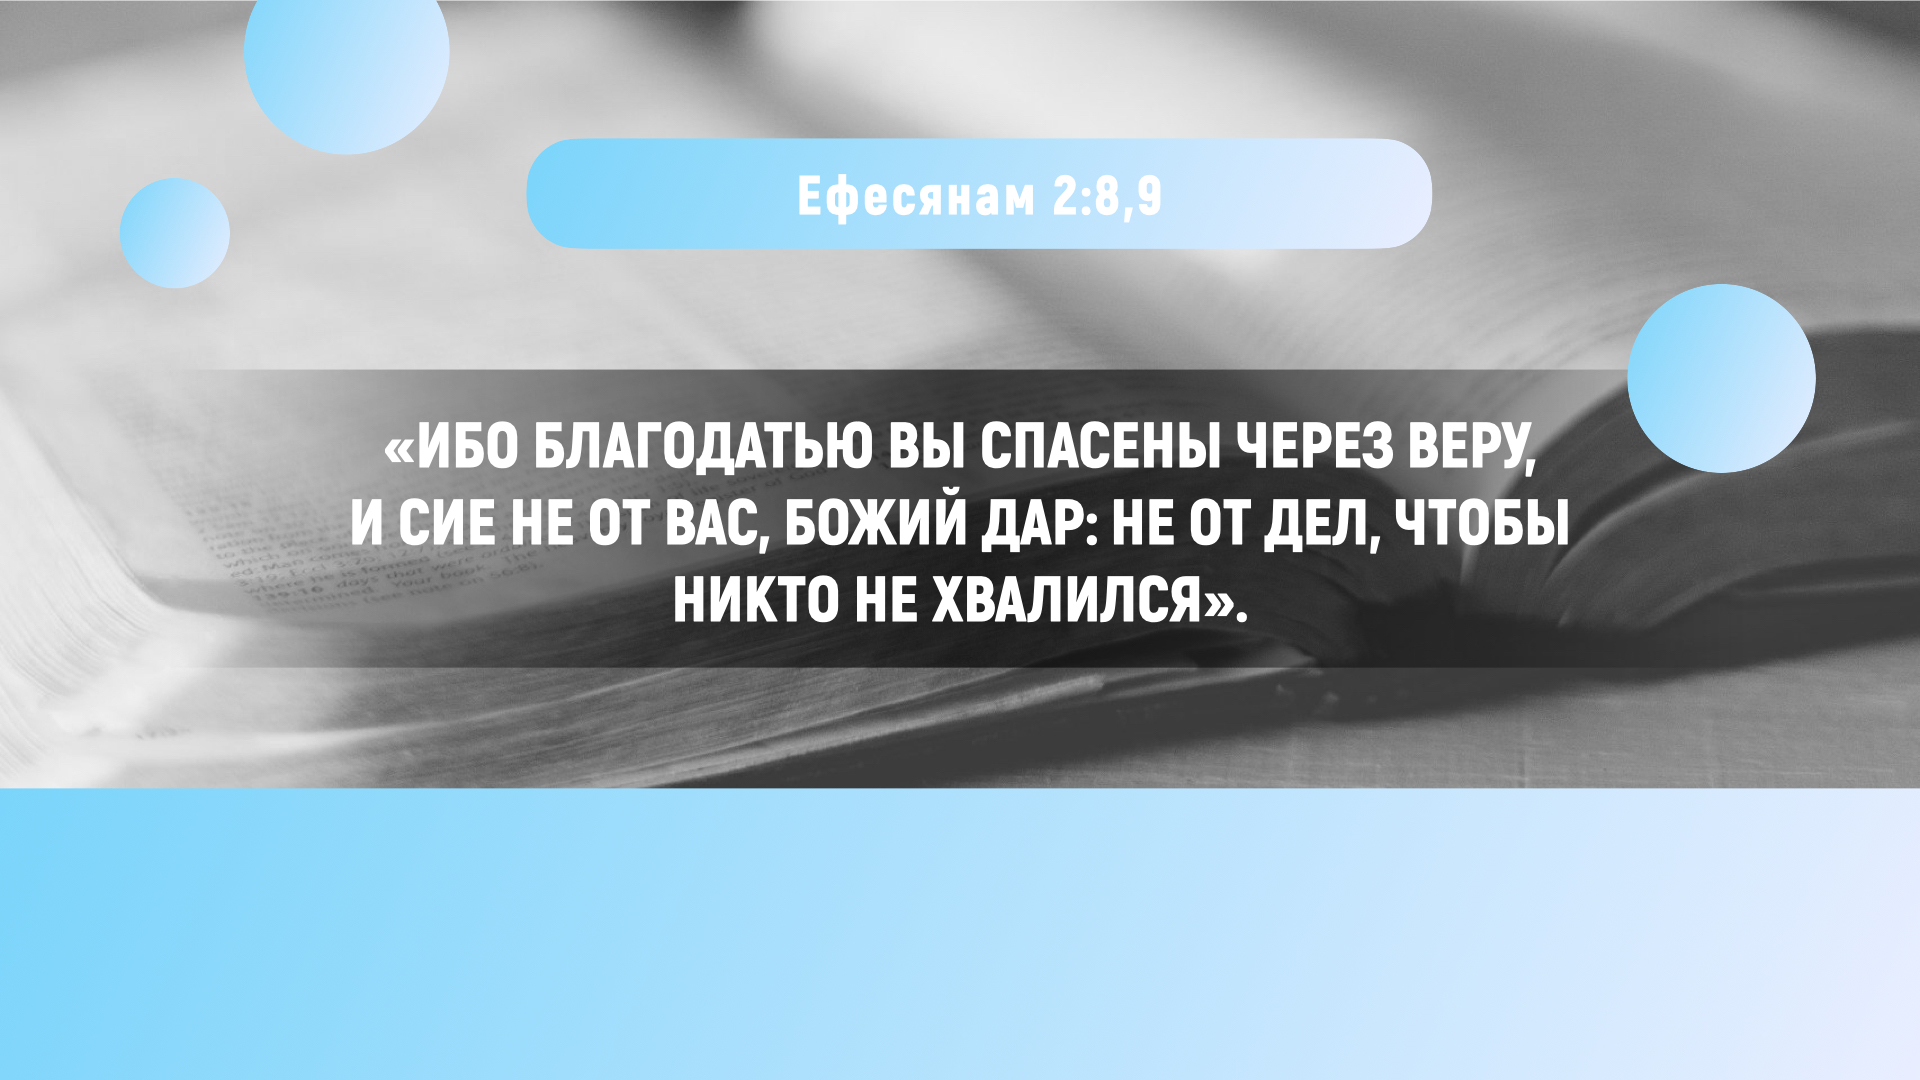 Ефесянам 2:8,9
«ИБО БЛАГОДАТЬЮ ВЫ СПАСЕНЫ ЧЕРЕЗ ВЕРУ,
И СИЕ НЕ ОТ ВАС, БОЖИЙ ДАР: НЕ ОТ ДЕЛ, ЧТОБЫ
НИКТО НЕ ХВАЛИЛСЯ».